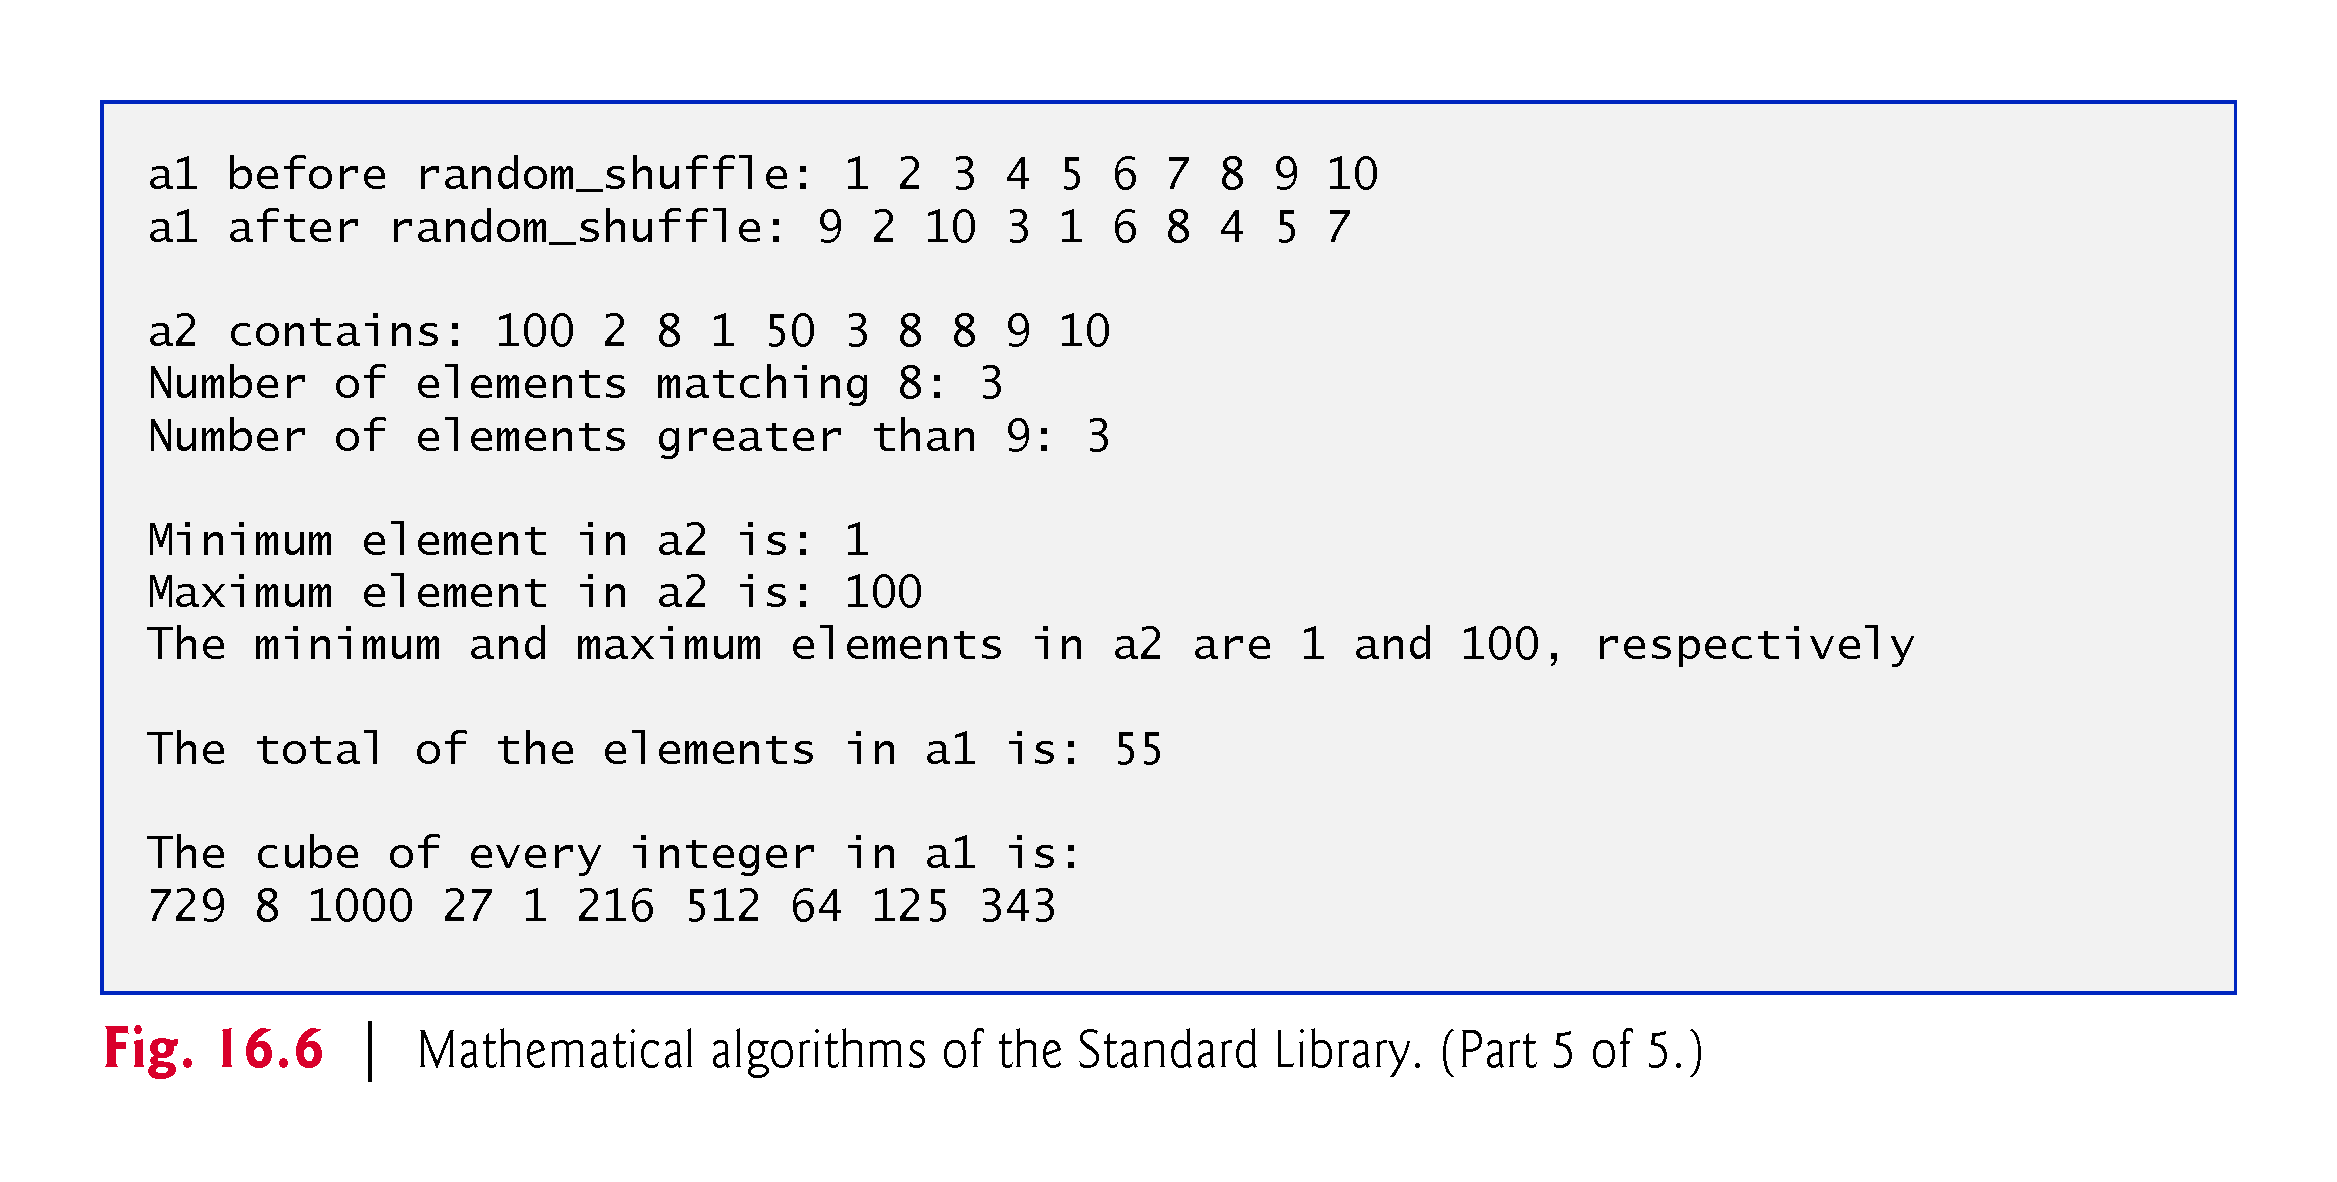 a1 before random_shuffle: 1 2 3 4 5 6 7 8 9 10
a1 after random_shuffle: 9 2 10 3 1 6 8 4 5 7
a2 contains: 100 2 8 1 50 3 8 8 9 10
Number of elements matching 8: 3
Number of elements greater than 9: 3
Minimum element in a2 is: 1
Maximum element in a2 is: 100
The minimum and maximum elements in a2 are 1 and 100, respectively
The total of the elements in a1 is: 55
The cube of every integer in a1 is:
729 8 1000 27 1 216 512 64 125 343
Fig. 16.6 | Mathematical algorithms of the Standard Library. (Part 5 of 5.)